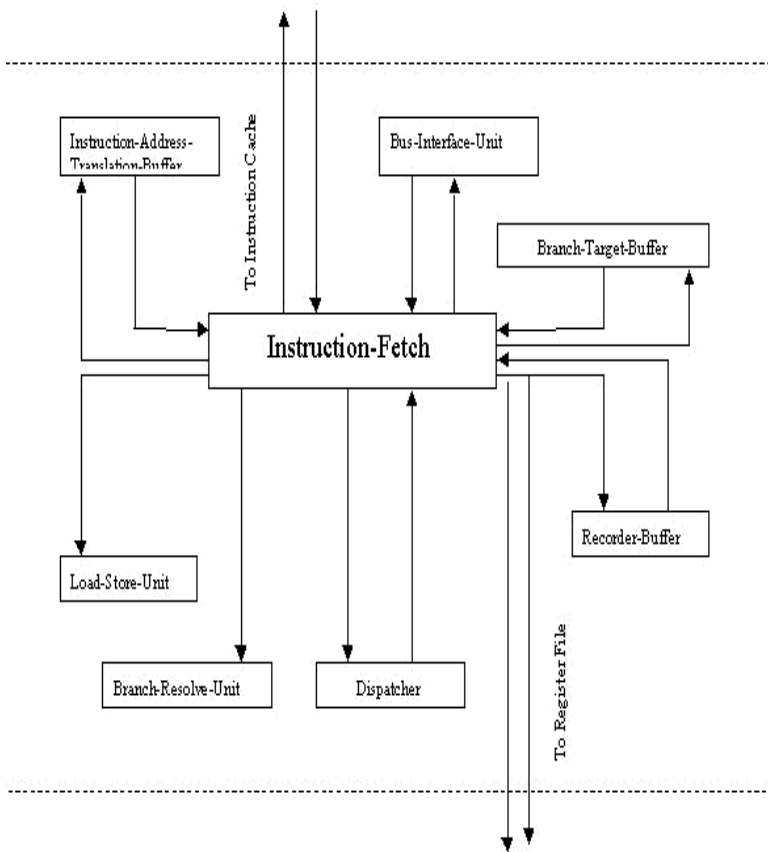 To Instruction Cache
Instruction-Address-
Translation-Buffer
Bus-Interface-Unit
Branch-Target-Buffer
Instruction-Fetch
Recorder-Buffer
Load-Store-Unit
Branch-Resolve-Unit
Dispatcher
To Register File